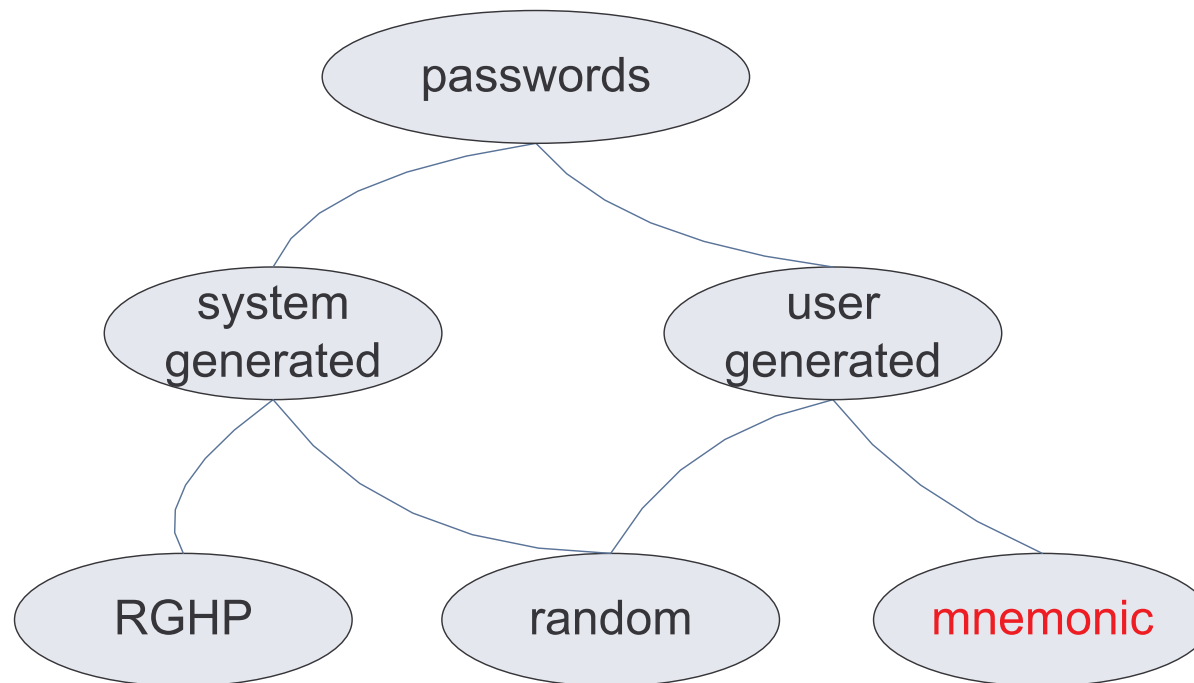 passwords
system
generated
user
generated
RGHP
random
mnemonic